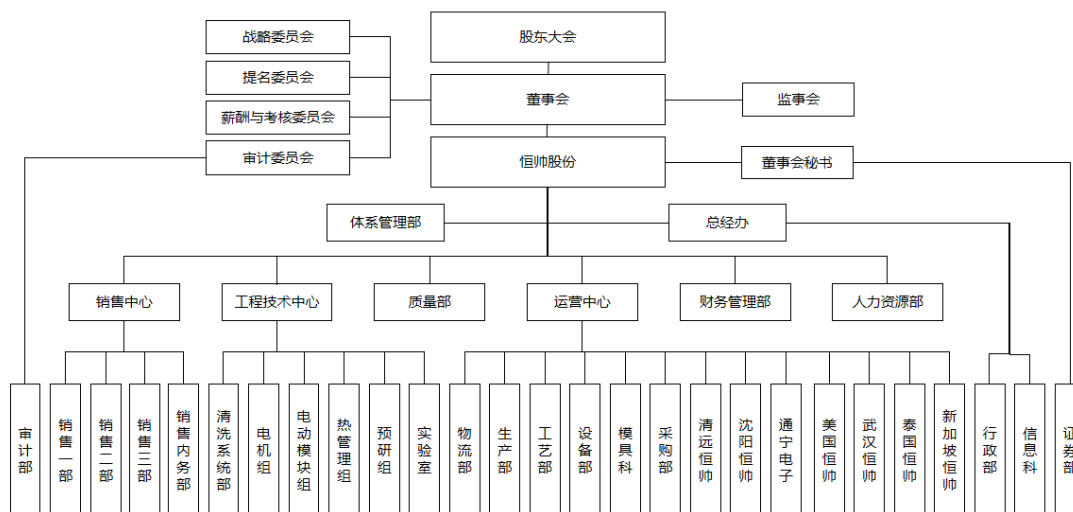 战略委员会
股东大会
提名委员会
董事会
监事会
薪酬与考核委员会
审计委员会
恒帅股份
董事会秘书
体系管理部
总经办
销售中心
工程技术中心
质量部
运营中心
财务管理部
人力资源部
审计部
销售一部
销售二部
销售三部
销售内务部
清洗系统部
电机组
电动模块组
热管理组
预研组
实验室
物流部
生产部
工艺部
设备部
模具科
采购部
清远恒帅
沈阳恒帅
通宁电子
美国恒帅
武汉恒帅
泰国恒帅
新加坡恒帅
行政部
信息科
证券部